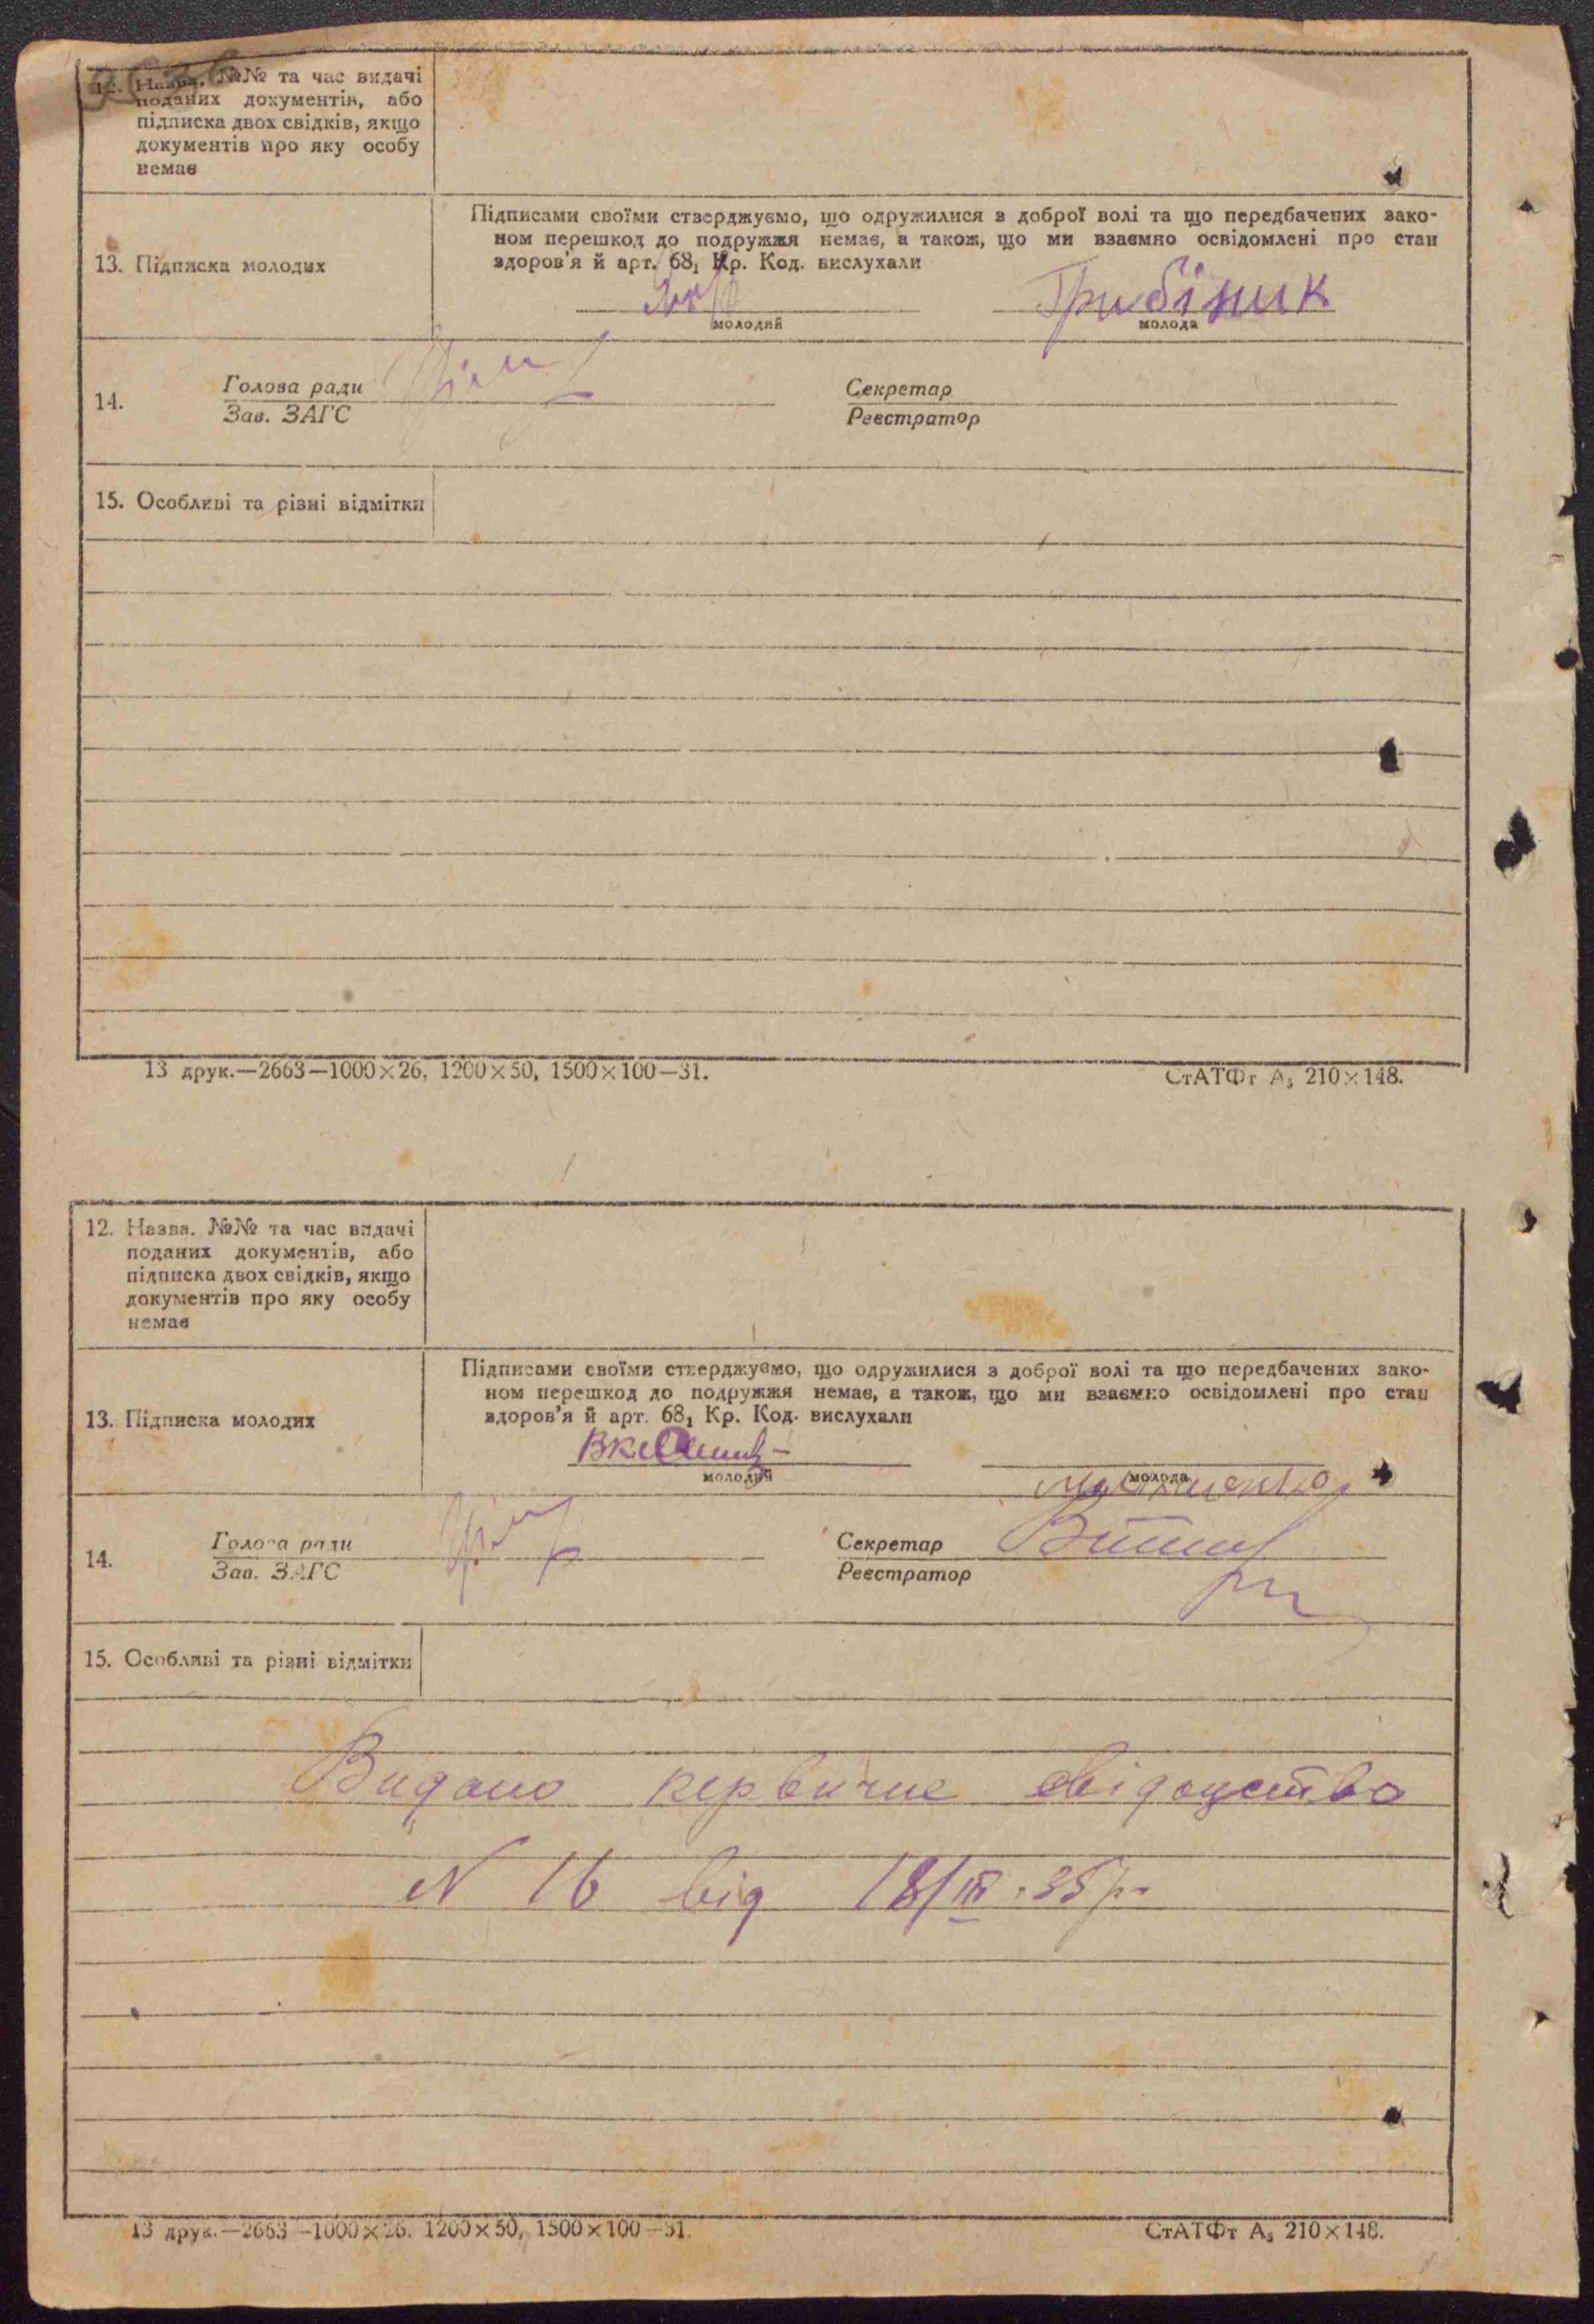 12. Назва. №№ та час видачі
поданих документів, або
підписка двох свідків, якщо
документів про яку особу
немає
13. Підписка молодих
Підписами своїми стверджуємо, що одружилися з доброї волі та що передбачених зако-
ном перешкод до подружжя немає, а також, що ми взаємно освідомлені про стан
здоров'я й арт. 68₁ Кр. Код. вислухали
Грибіник
молодий
молода
14.
Голова ради
Зав. ЗАГС
Секретар
Реєстратор
15. Особливі та різні відмітки
13 друк.—2663—1000×26, 1200×50, 1500×100—31.
СтАТФт А₅ 210×148.
12. Назва. №№ та час видачі
поданих документів, або
підписка двох свідків, якщо
документів про яку особу
немає
13. Підписка молодих
Підписами своїми стверджуємо, що одружилися з доброї волі та що передбачених зако-
ном перешкод до подружжя немає, а також, що ми взаємно освідомлені про стан
здоров'я й арт. 68₁ Кр. Код. вислухали
молодий
молода
14.
Голова ради
Зав. ЗАГС
Секретар
Реєстратор
15. Особливі та різні відмітки
Видано первичне свідоцтво
N 16 від 18/III.35 р.
13 друк.—2663—1000×26. 1200×50, 1500×100—31.
СтАТФт А₅ 210×148.